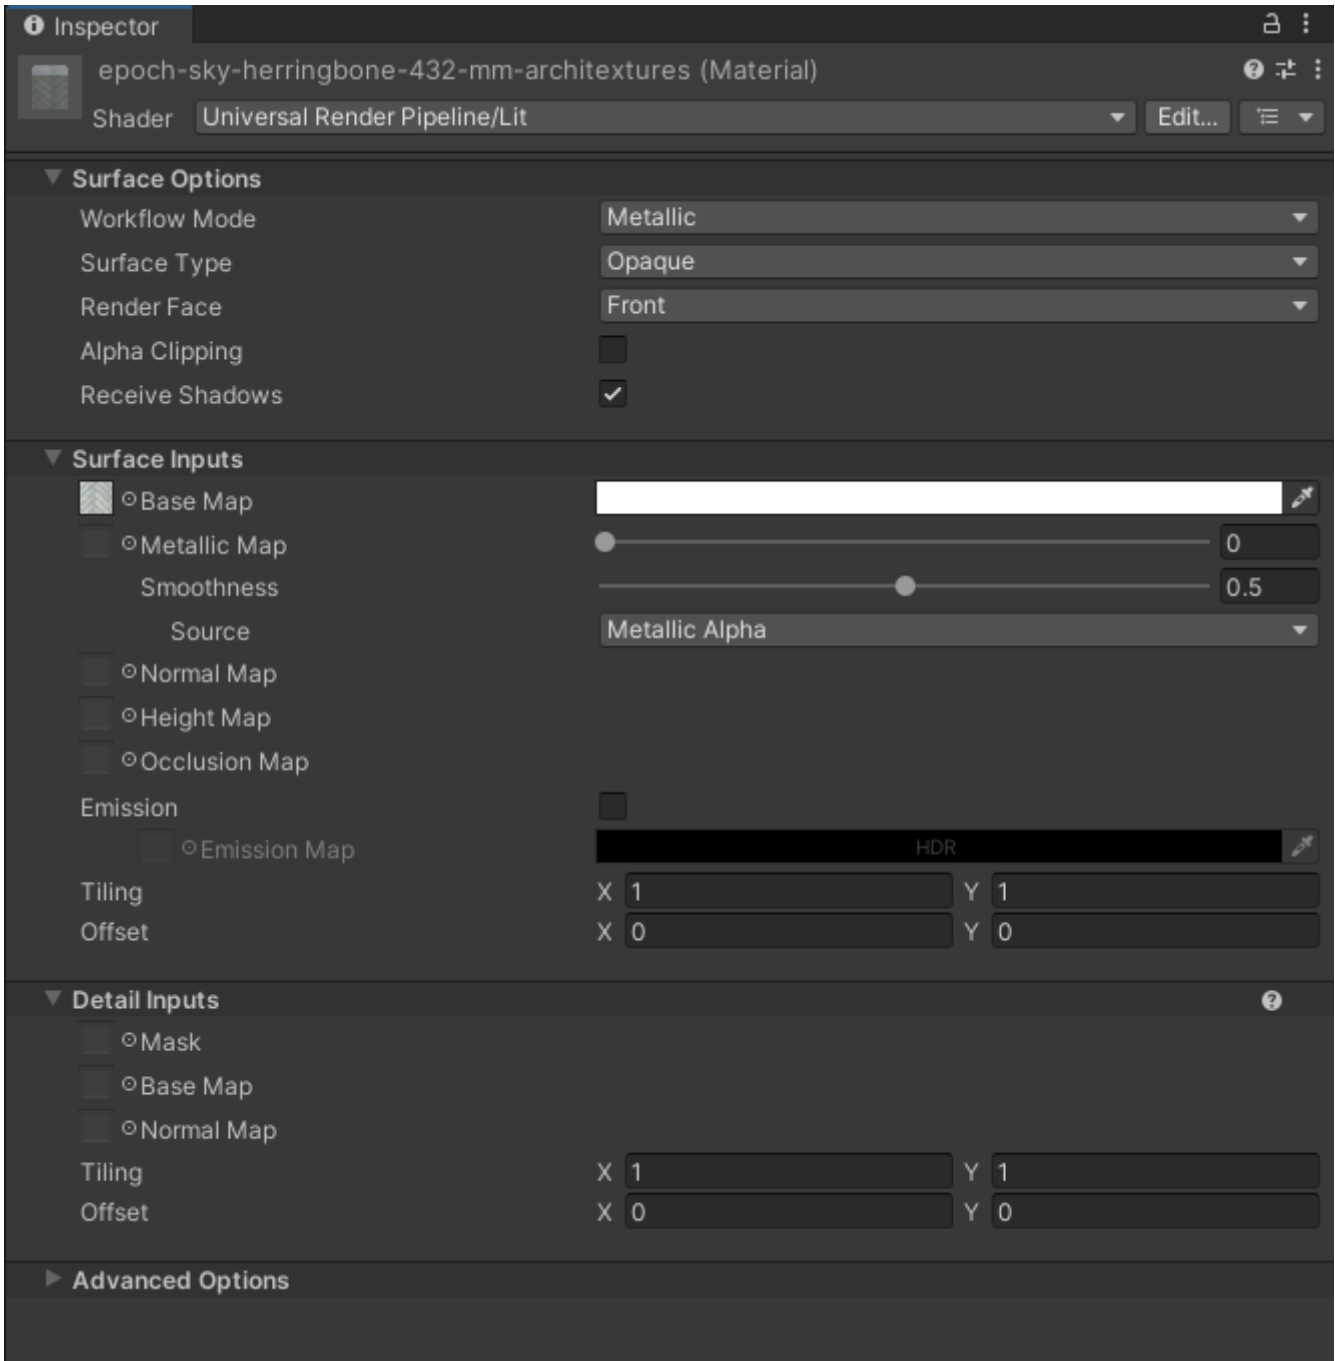 Inspector
epoch-sky-herringbone-432-mm-architextures (Material)
Shader Universal Render Pipeline/Lit Edit...
Surface Options
Workflow Mode Metallic
Surface Type Opaque
Render Face Front
Alpha Clipping
Receive Shadows
Surface Inputs
Base Map
Metallic Map 0
Smoothness 0.5
Source Metallic Alpha
Normal Map
Height Map
Occlusion Map
Emission
Emission Map HDR
Tiling X 1 Y 1
Offset X 0 Y 0
Detail Inputs
Mask
Base Map
Normal Map
Tiling X 1 Y 1
Offset X 0 Y 0
Advanced Options